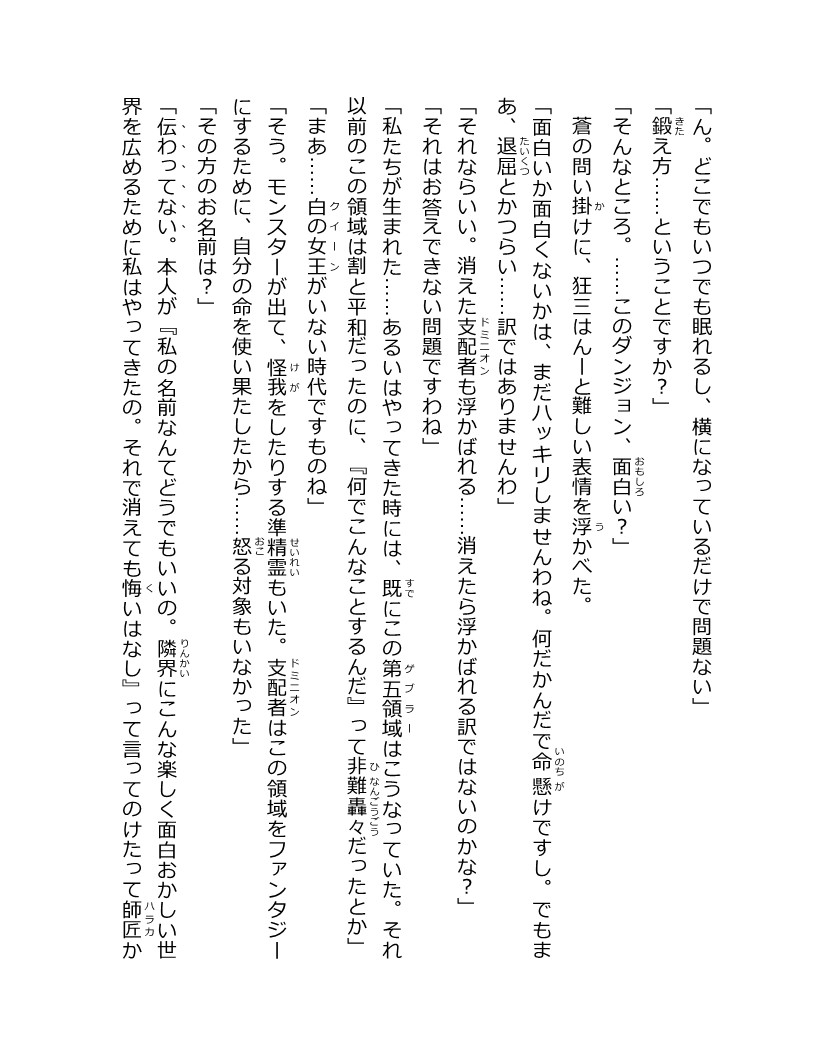 「ん。どこでもいつでも眠れるし、横になっているだけで問題ない」
「鍛え方……ということですか？」
「そんなところ。……このダンジョン、面白い？」
　蒼の問い掛けに、狂三はんーと難しい表情を浮かべた。
「面白いか面白くないかは、まだハッキリしませんわね。何だかんだで命懸けですし。でもま
あ、退屈とかつらい……訳ではありませんわ」
「それならいい。消えた支配者も浮かばれる……消えたら浮かばれる訳ではないのかな？」
「それはお答えできない問題ですわね」
「私たちが生まれた……あるいはやってきた時には、既にこの第五領域はこうなっていた。それ
以前のこの領域は割と平和だったのに、『何でこんなことするんだ』って非難轟々だったとか」
「まあ……白の女王がいない時代ですものね」
「そう。モンスターが出て、怪我をしたりする準精霊もいた。支配者はこの領域をファンタジー
にするために、自分の命を使い果たしたから……怒る対象もいなかった」
「その方のお名前は？」
「伝わってない。本人が『私の名前なんてどうでもいいの。隣界にこんな楽しく面白おかしい世
界を広めるために私はやってきたの。それで消えても悔いはなし』って言ってのけたって師匠か